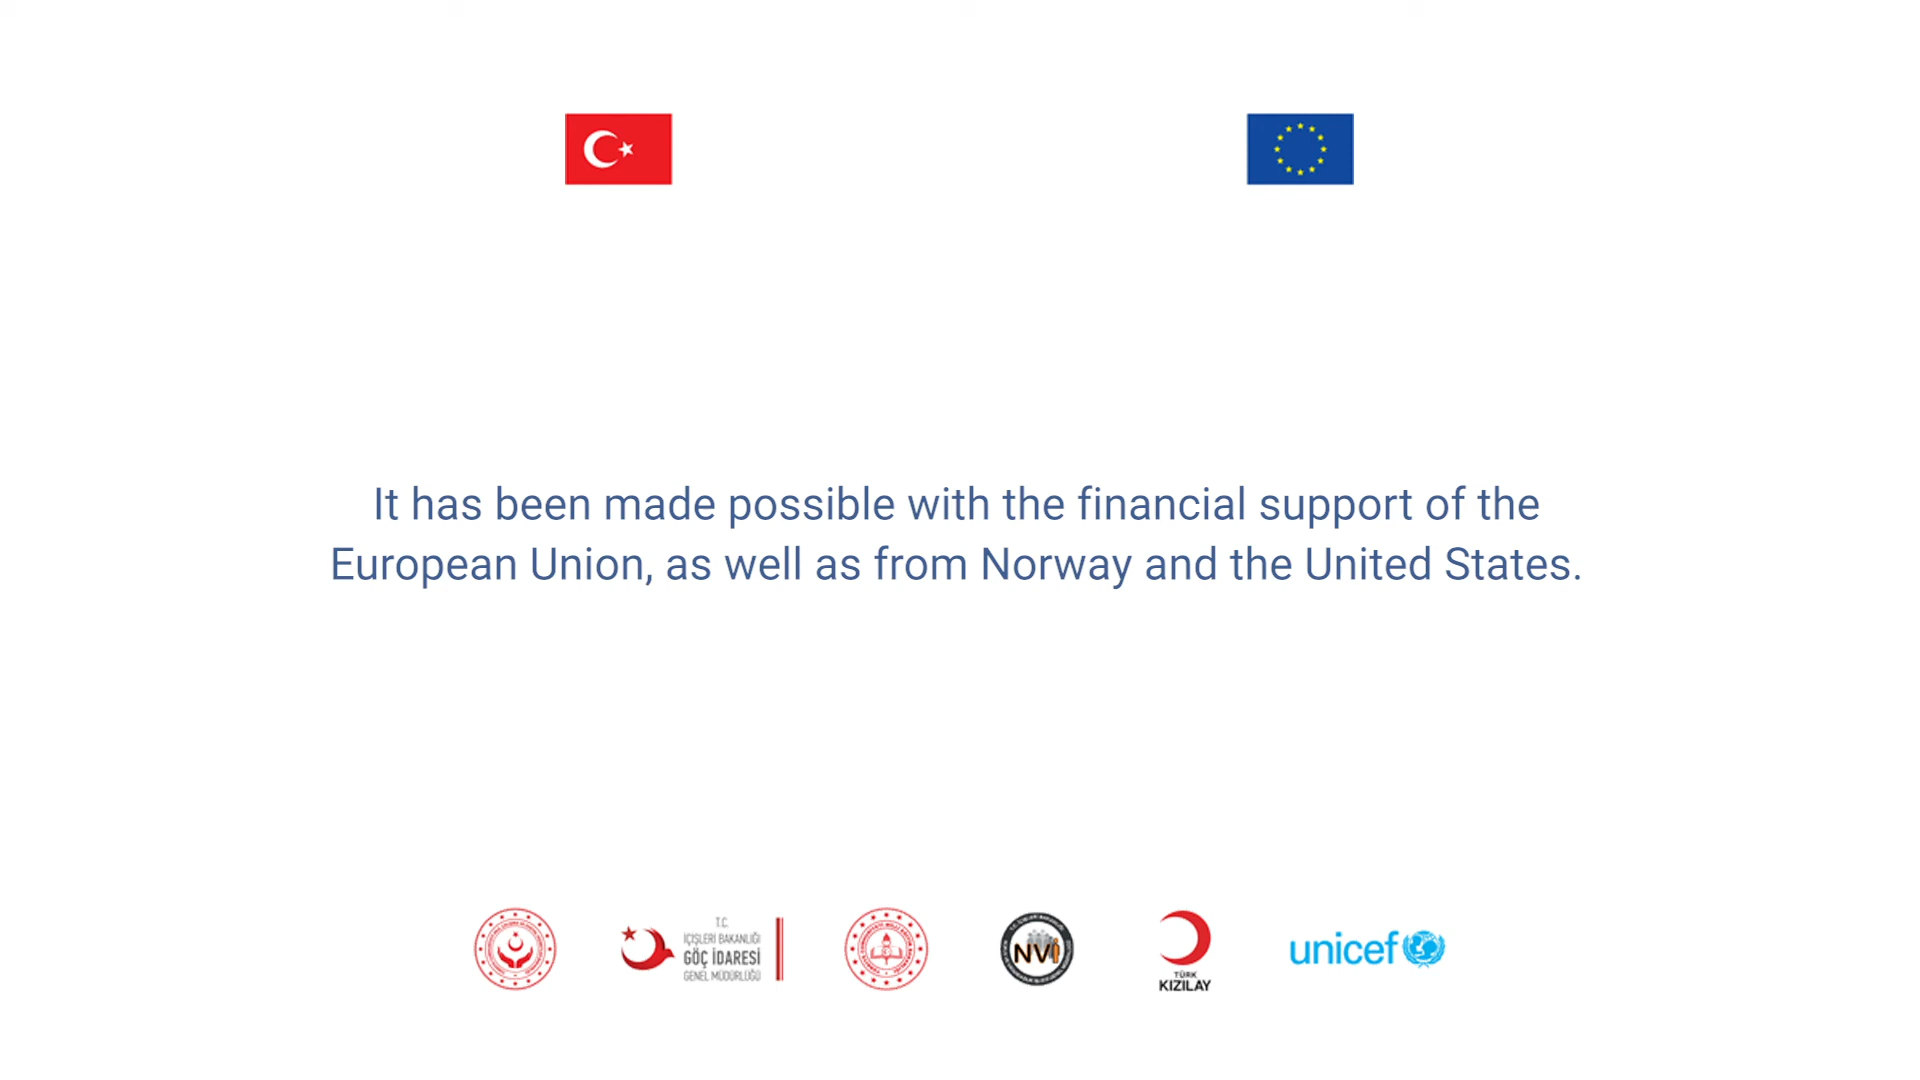 It has been made possible with the financial support of the
European Union, as well as from Norway and the United States.
T.C.
İÇİŞLERİ BAKANLIĞI
GÖÇ İDARESİ
GENEL MÜDÜRLÜĞÜ
NVİ
TÜRK
KIZILAY
unicef